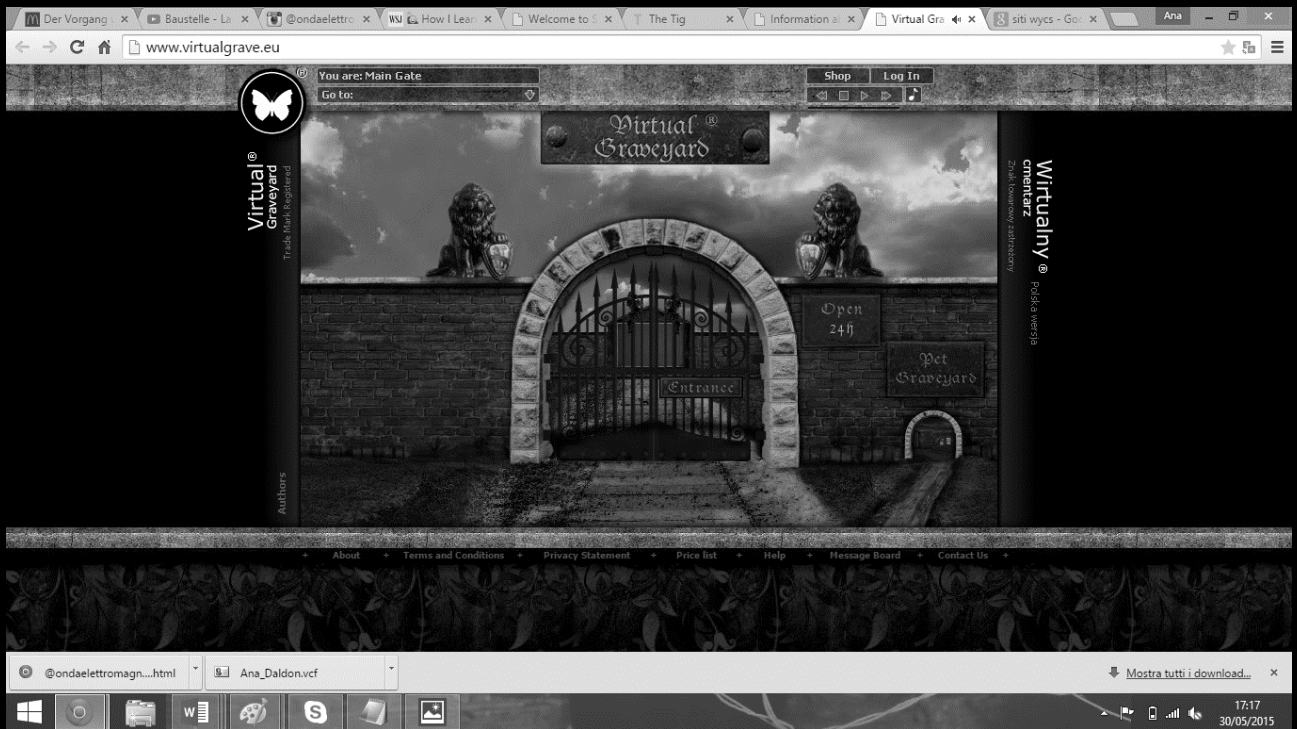 Der Vorgang
Baustelle - La
@ondaelettro
WSJ
How I Lear
Welcome to S
The Tig
Information a
Virtual Gra
siti wycs - Goo
Ana
www.virtualgrave.eu
You are: Main Gate
Go to:
Shop
Log In
Virtual ®
Graveyard
Virtual®
Graveyard
Trade Mark Registered
Wirtualny ®
cmentarz
Znak towarowy zastrzeżony
Polska wersja
Open
24h
Pet
Graveyard
Entrance
Authors
+ About + Terms and Conditions + Privacy Statement + Price list + Help + Message Board + Contact Us +
@ondaelettromagn....html
Ana_Daldon.vcf
Mostra tutti i download...
17:17
30/05/2015